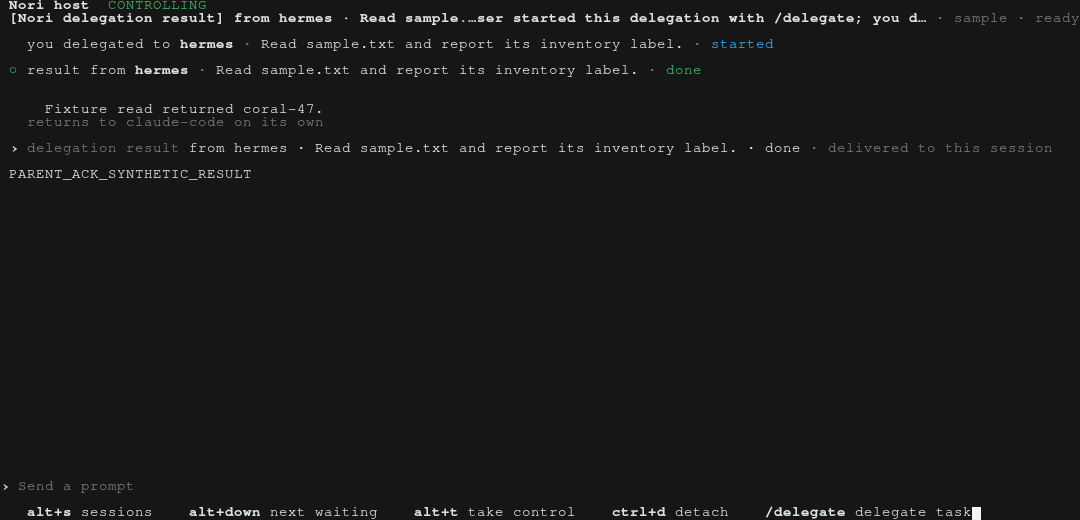 Nori host  CONTROLLING
[Nori delegation result] from hermes · Read sample.…ser started this delegation with /delegate; you d… · sample · ready
you delegated to hermes · Read sample.txt and report its inventory label. · started
○ result from hermes · Read sample.txt and report its inventory label. · done
Fixture read returned coral-47.
returns to claude-code on its own
› delegation result from hermes · Read sample.txt and report its inventory label. · done · delivered to this session
PARENT_ACK_SYNTHETIC_RESULT
› Send a prompt
alt+s sessions    alt+down next waiting    alt+t take control    ctrl+d detach    /delegate delegate task